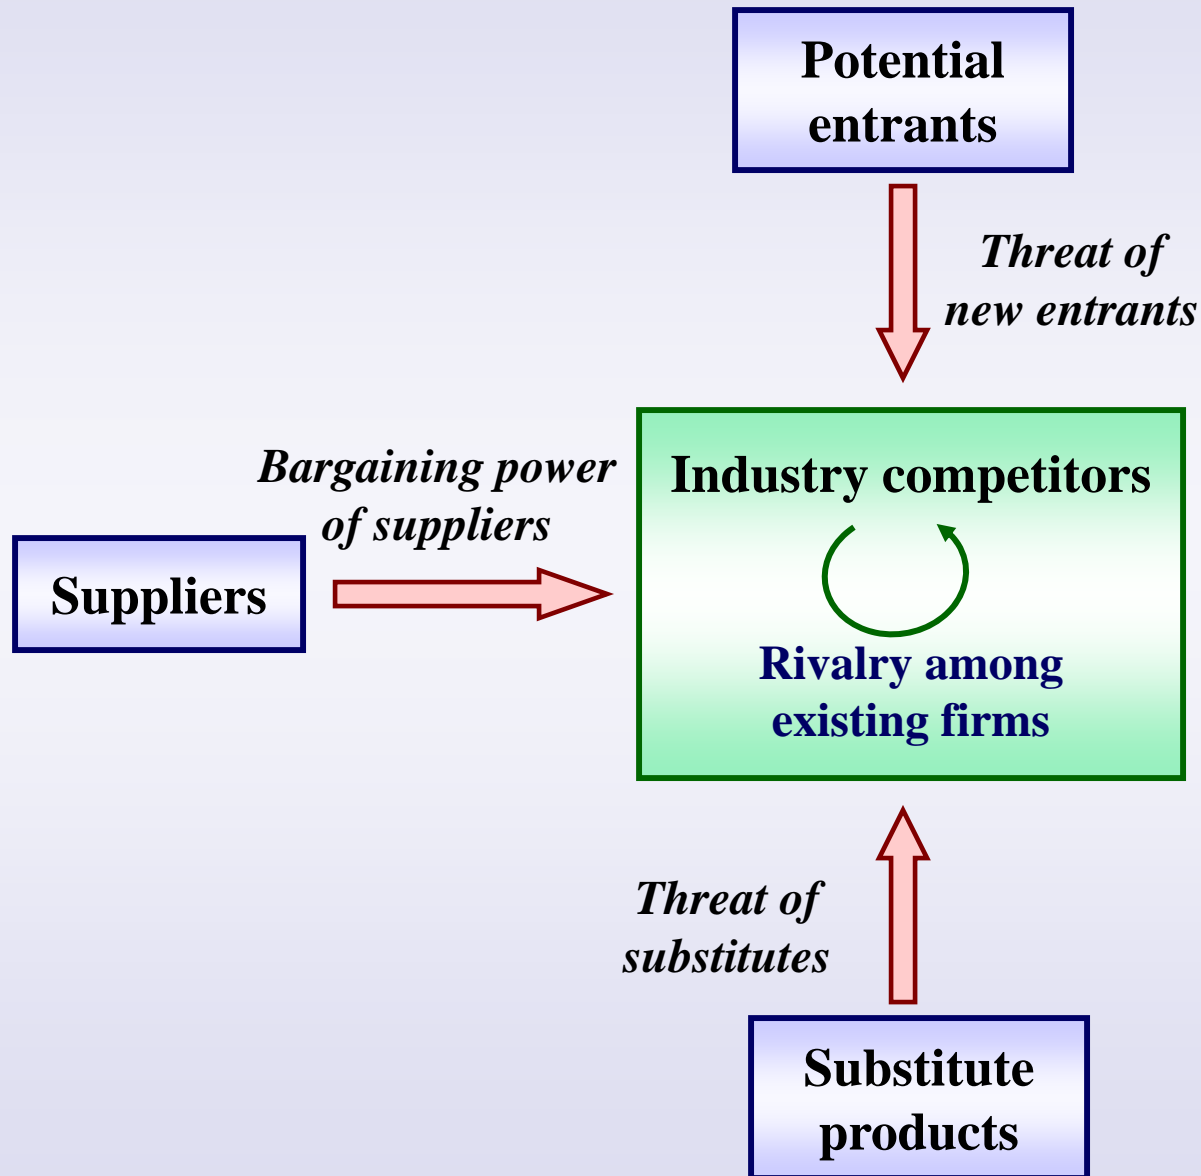 Potential
entrants
Threat of
new entrants
Bargaining power
of suppliers
Suppliers
Industry competitors
Rivalry among
existing firms
Threat of
substitutes
Substitute
products